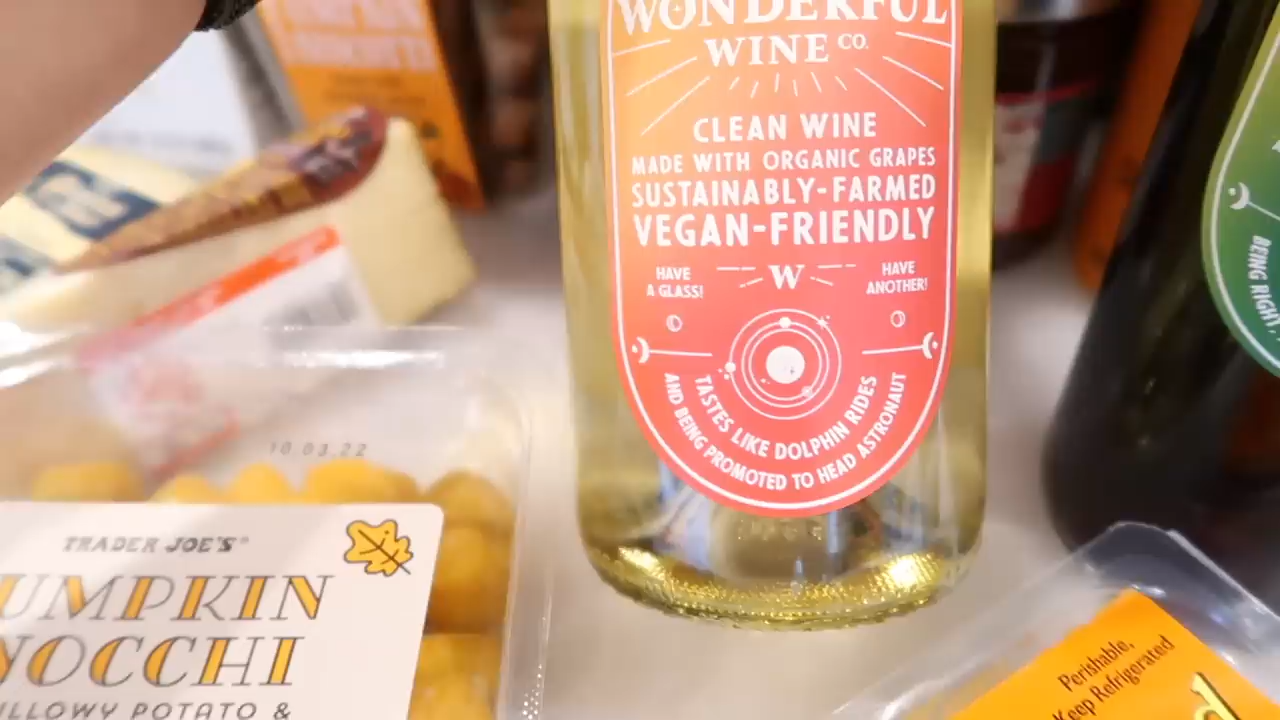 WONDERFUL
WINE CO.
CLEAN WINE
MADE WITH ORGANIC GRAPES
SUSTAINABLY-FARMED
VEGAN-FRIENDLY
HAVE
A GLASS!
W
HAVE
ANOTHER!
TASTES LIKE DOLPHIN RIDES
AND BEING PROMOTED TO HEAD ASTRONAUT
BEING RIGHT,
10.03.22
TRADER JOE'S®
UMPKIN
NOCCHI
ILLOWY POTATO &
Perishable,
Keep Refrigerated